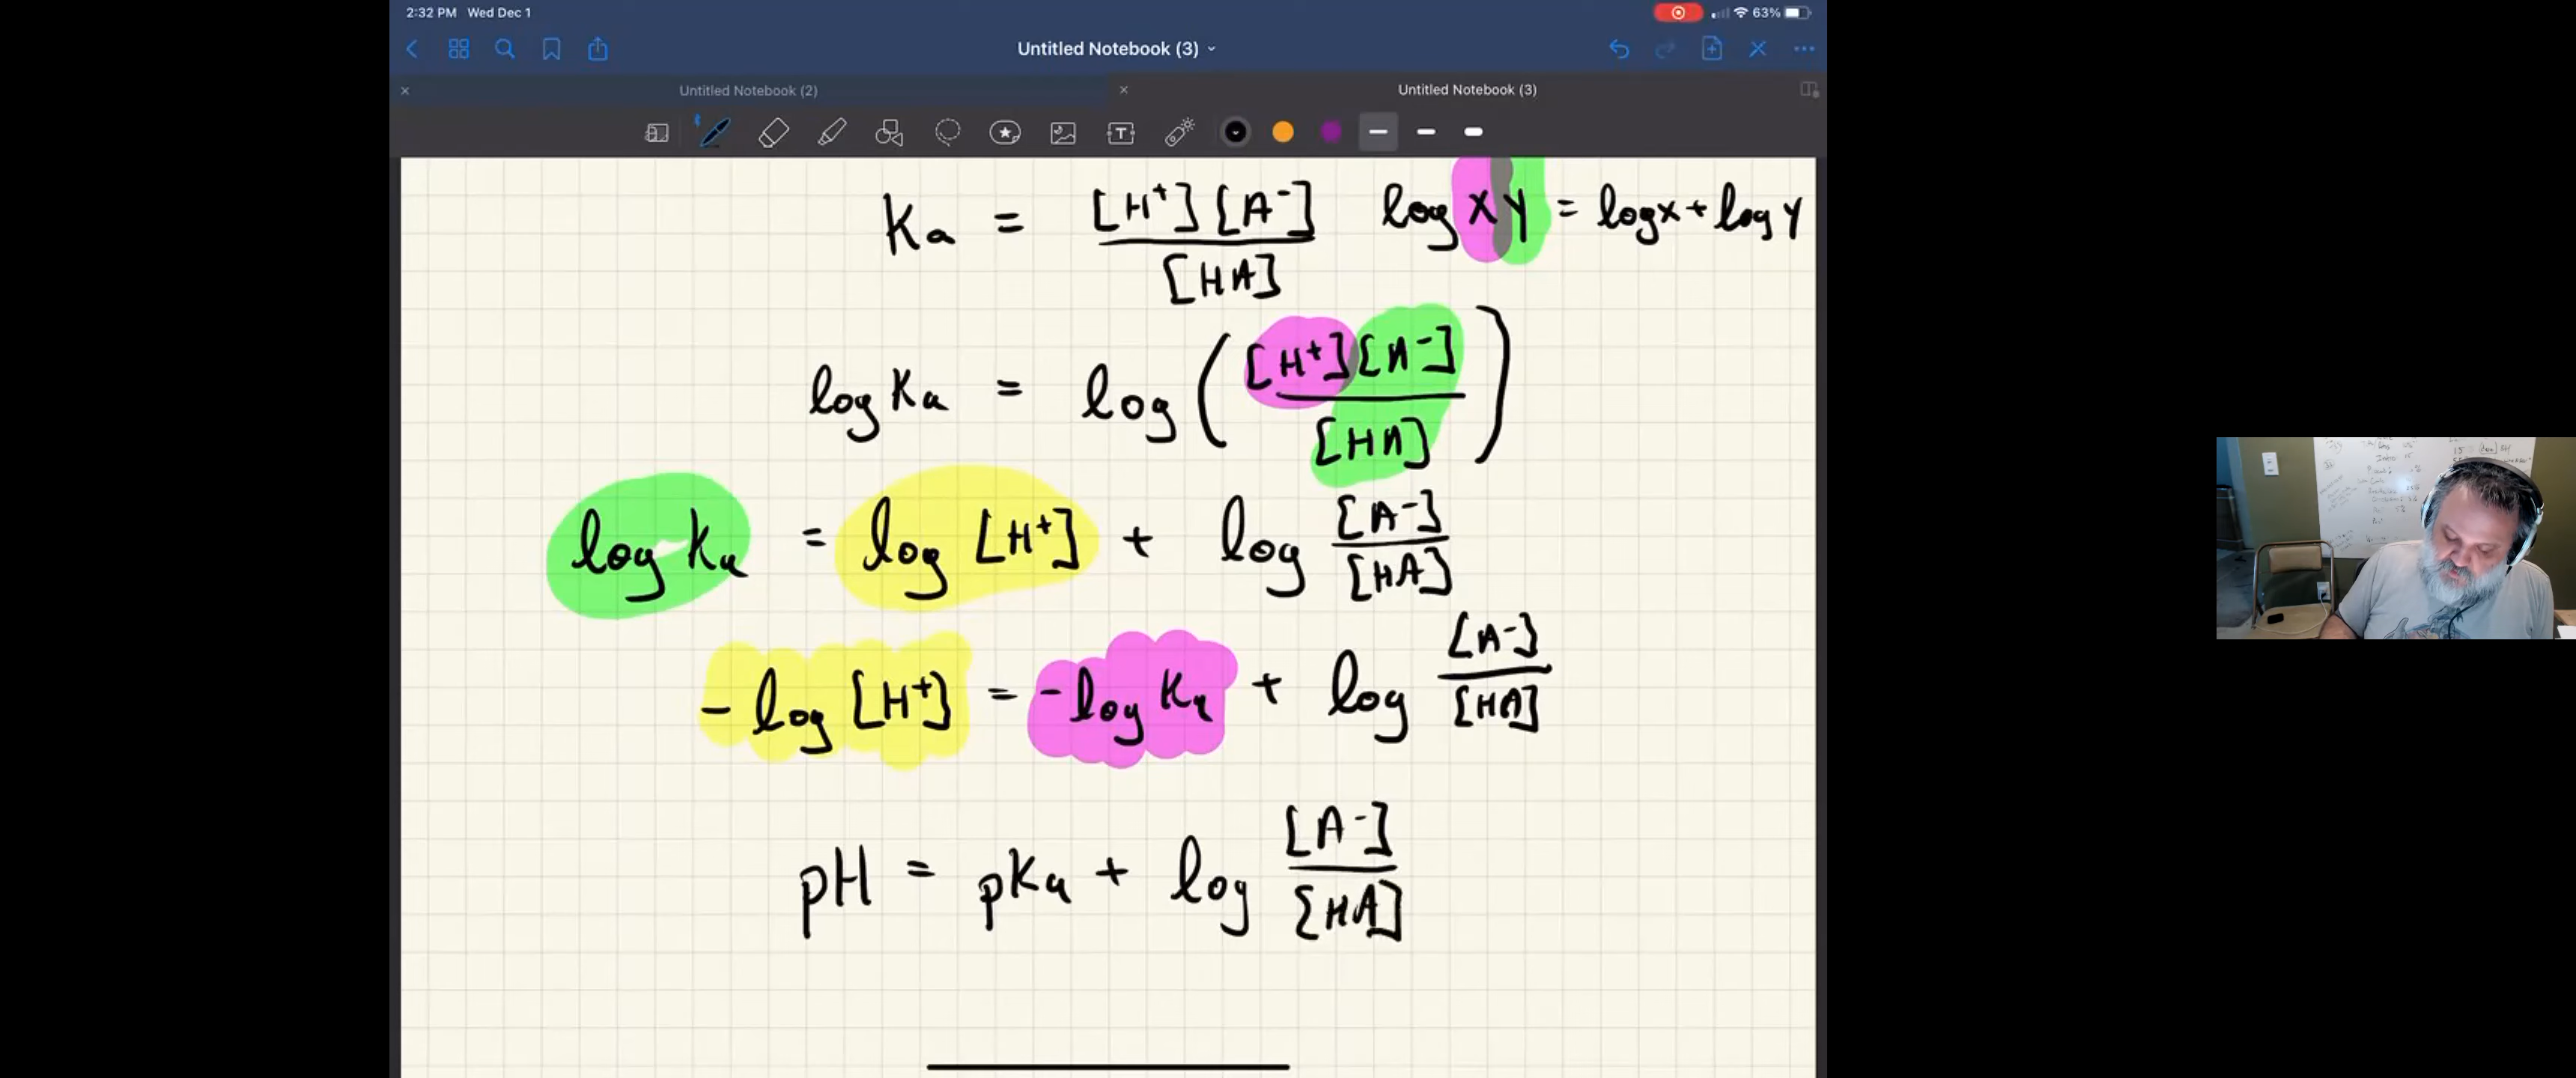 2:32 PM Wed Dec 1 63%
Untitled Notebook (3)
Untitled Notebook (2) Untitled Notebook (3)
Ka = [H⁺][A⁻] / [HA] log XY = log X + log Y
log Ka = log ( [H⁺][A⁻] / [HA] )
log Ka = log [H⁺] + log [A⁻] / [HA]
- log [H⁺] = - log Ka + log [A⁻] / [HA]
pH = pKa + log [A⁻] / [HA]